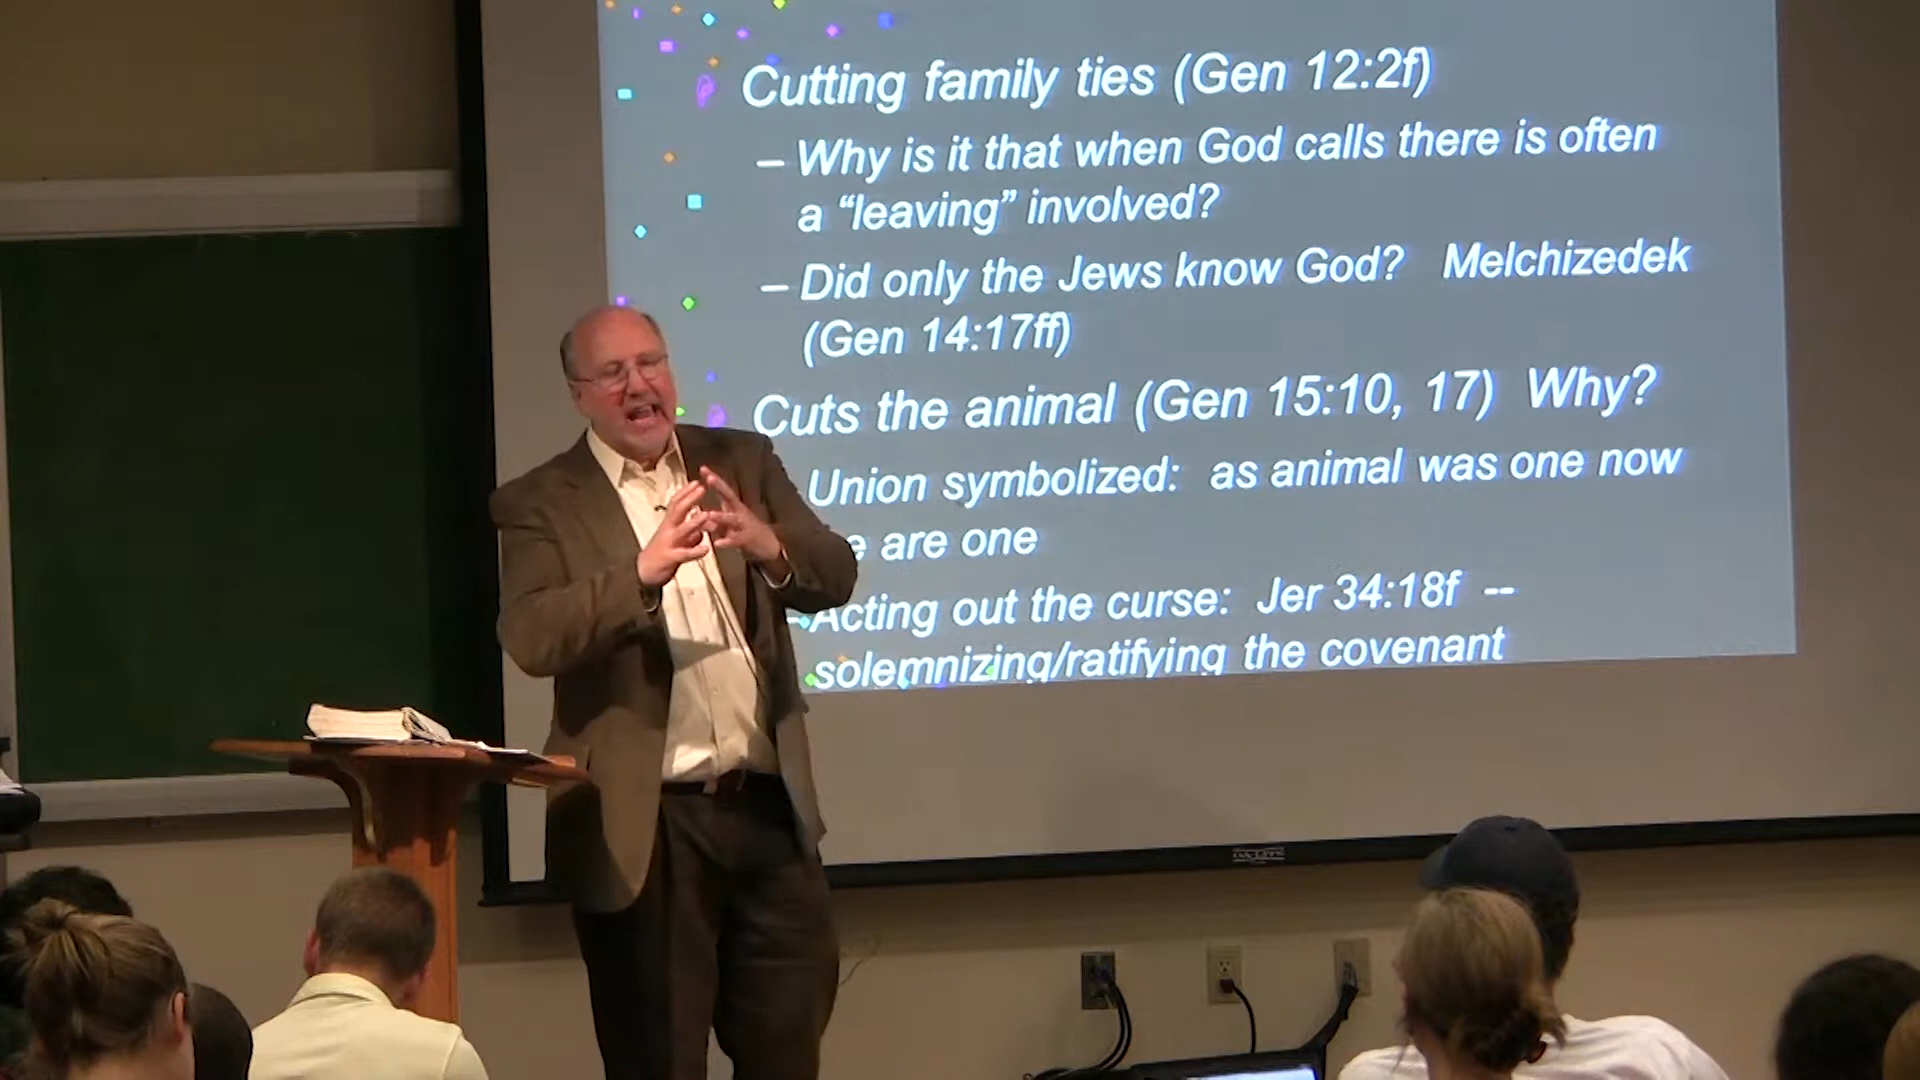 Cutting family ties (Gen 12:2f)
– Why is it that when God calls there is often
a “leaving” involved?
– Did only the Jews know God? Melchizedek
(Gen 14:17ff)
Cuts the animal (Gen 15:10, 17) Why?
Union symbolized: as animal was one now
e are one
– Acting out the curse: Jer 34:18f --
solemnizing/ratifying the covenant